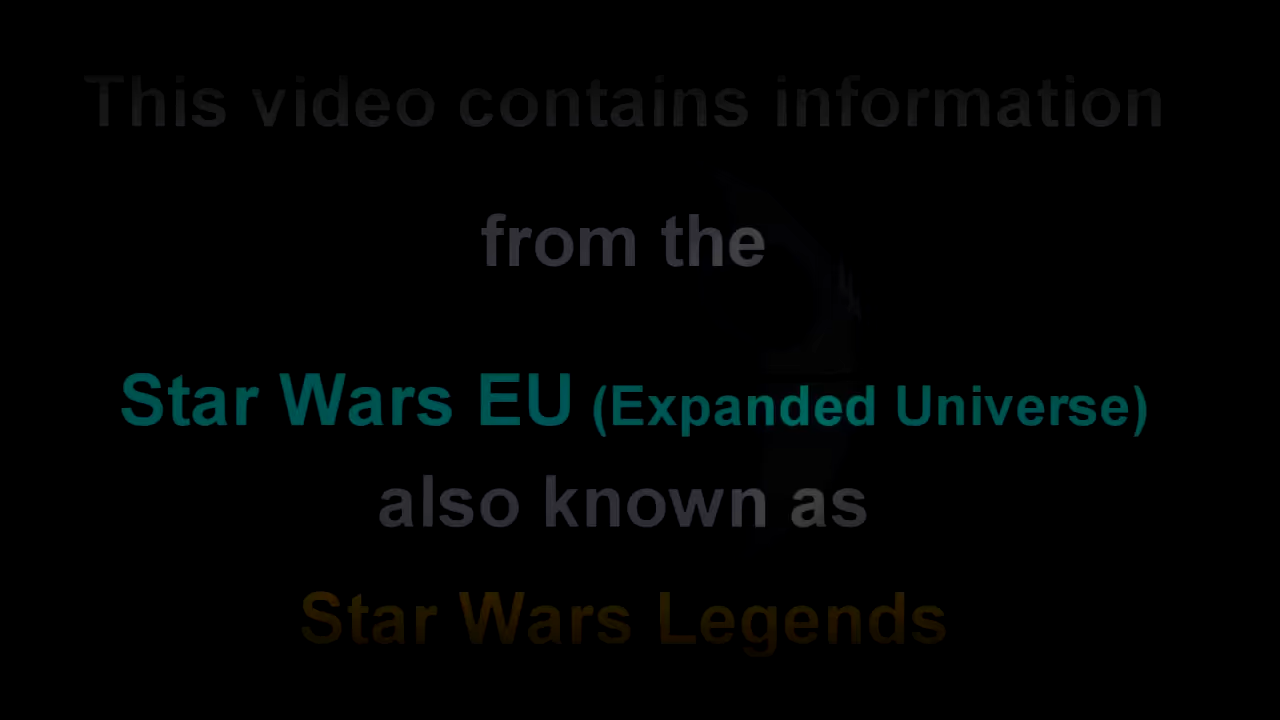 This video contains information
from the
Star Wars EU (Expanded Universe)
also known as
Star Wars Legends